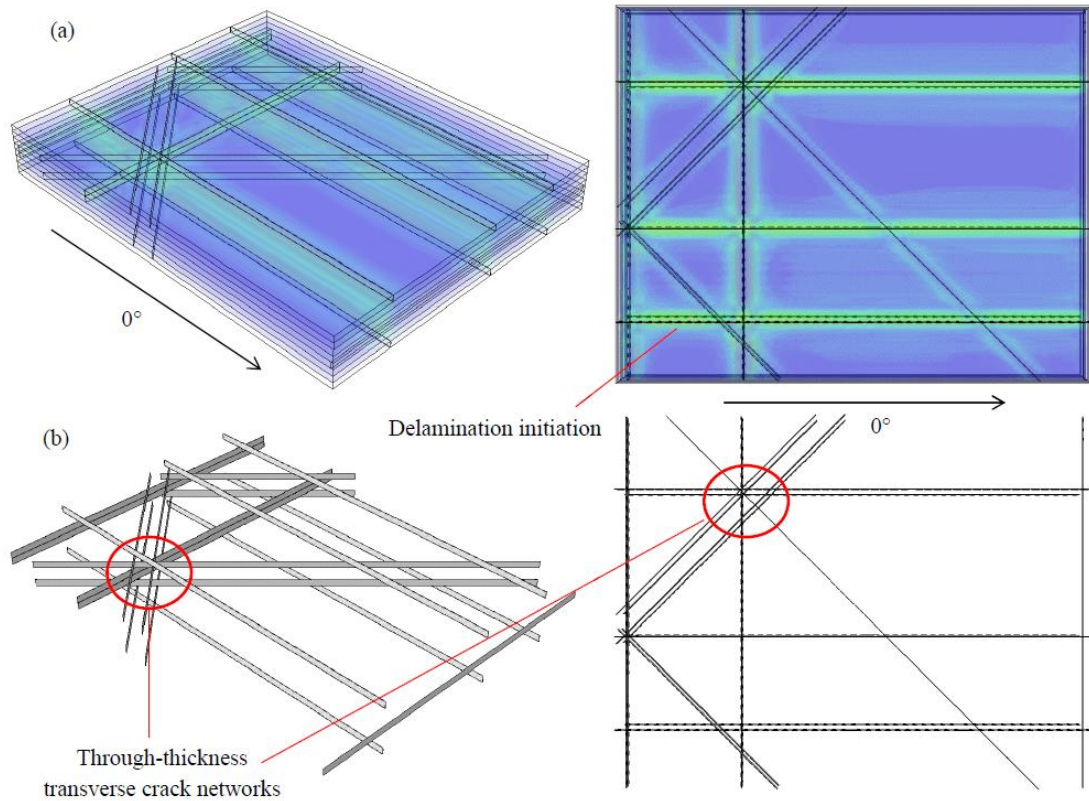 (a)
0°
Delamination initiation
0°
(b)
Through-thickness
transverse crack networks